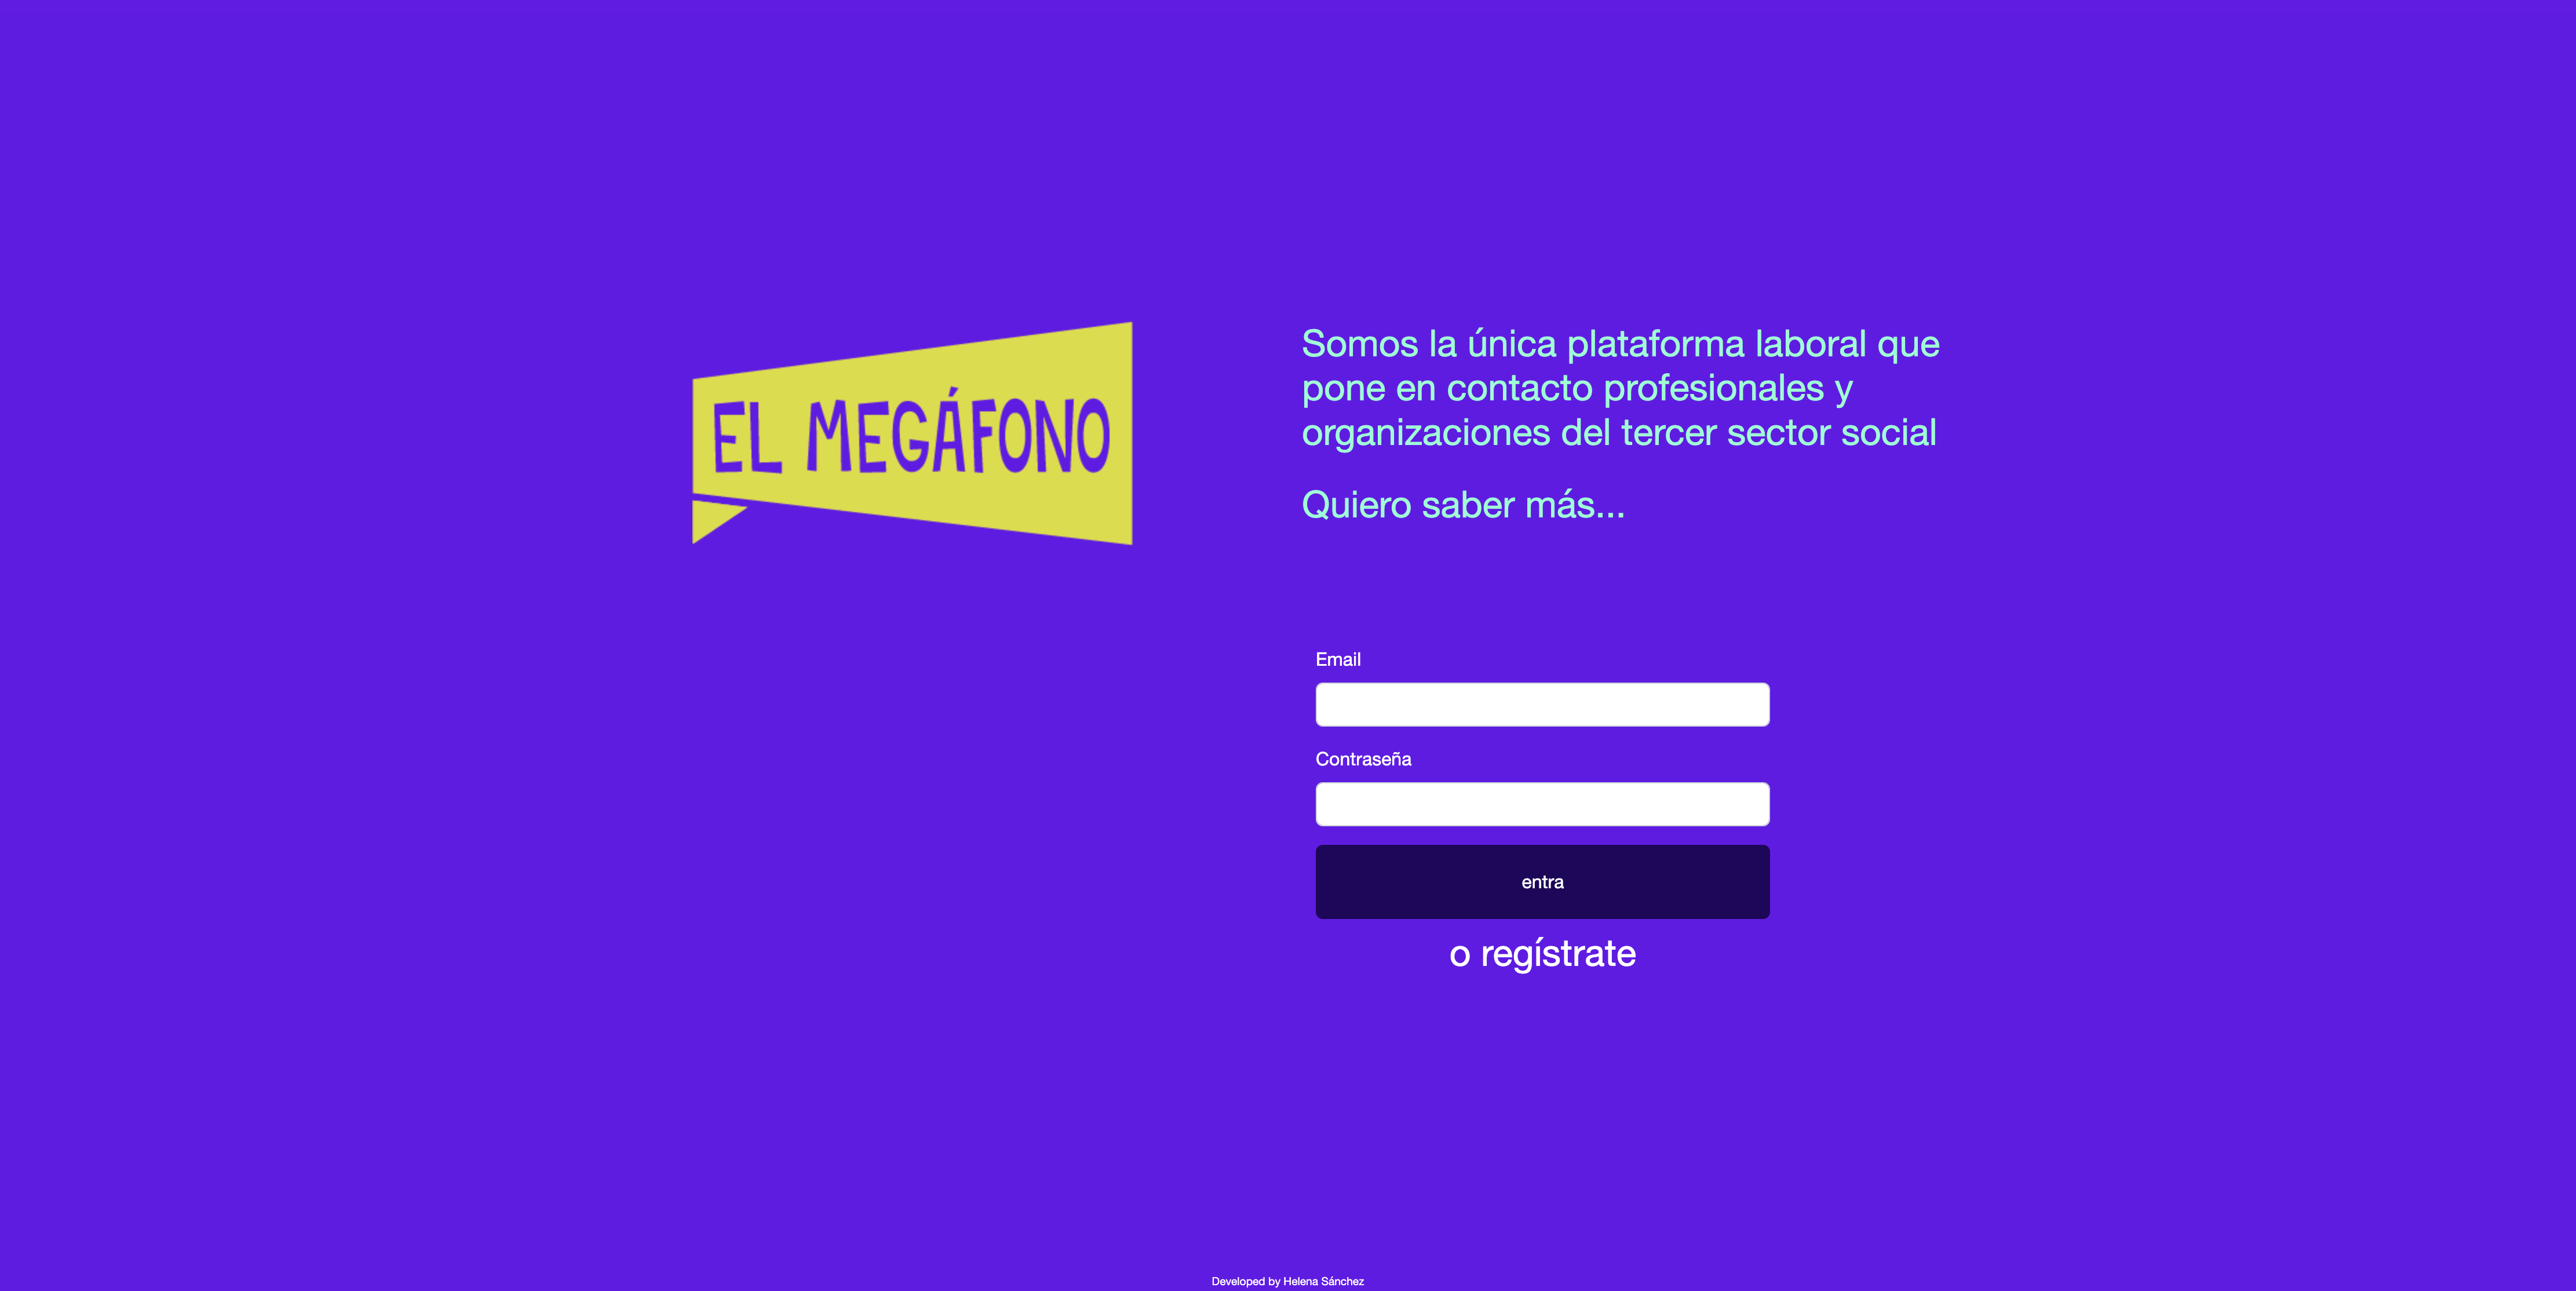 EL MEGÁFONO
Somos la única plataforma laboral que
pone en contacto profesionales y
organizaciones del tercer sector social
Quiero saber más...
Email
Contraseña
entra
o regístrate
Developed by Helena Sánchez